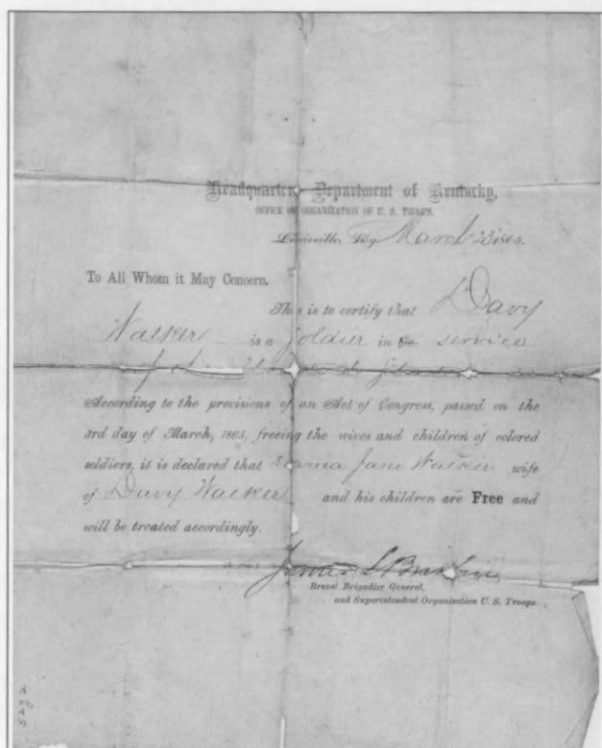 Headquarters Department of Kentucky,
OFFICE OF ORGANIZATION OF U. S. TROOPS.
Louisville, Ky. March 1865.
To All Whom it May Concern.
This is to certify that Davy
Walker is a Soldier in the service
According to the provisions of an Act of Congress, passed on the
3rd day of March, 1865, freeing the wives and children of colored
soldiers, it is declared that Jane Walker wife
of Davy Walker and his children are Free and
will be treated accordingly.
James S Brisbin
Brevet Brigadier General,
and Superintendent Organization U. S. Troops.